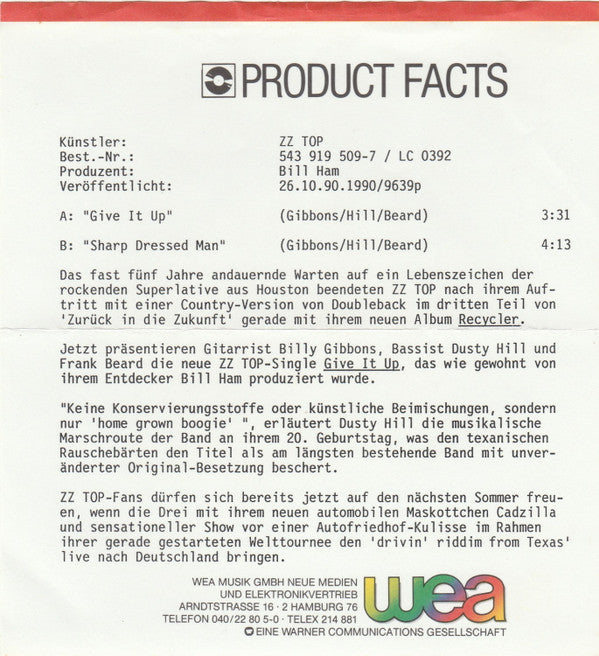 PRODUCT FACTS
Künstler: ZZ TOP
Best.-Nr.: 543 919 509-7 / LC 0392
Produzent: Bill Ham
Veröffentlicht: 26.10.90.1990/9639p
A: "Give It Up" (Gibbons/Hill/Beard) 3:31
B: "Sharp Dressed Man" (Gibbons/Hill/Beard) 4:13
Das fast fünf Jahre andauernde Warten auf ein Lebenszeichen der
rockenden Superlative aus Houston beendeten ZZ TOP nach ihrem Auf-
tritt mit einer Country-Version von Doubleback im dritten Teil von
'Zurück in die Zukunft' gerade mit ihrem neuen Album Recycler.
Jetzt präsentieren Gitarrist Billy Gibbons, Bassist Dusty Hill und
Frank Beard die neue ZZ TOP-Single Give It Up, das wie gewohnt von
ihrem Entdecker Bill Ham produziert wurde.
"Keine Konservierungsstoffe oder künstliche Beimischungen, sondern
nur 'home grown boogie' ", erläutert Dusty Hill die musikalische
Marschroute der Band an ihrem 20. Geburtstag, was den texanischen
Rauschebärten den Titel als am längsten bestehende Band mit unver-
änderter Original-Besetzung beschert.
ZZ TOP-Fans dürfen sich bereits jetzt auf den nächsten Sommer freu-
en, wenn die Drei mit ihrem neuen automobilen Maskottchen Cadzilla
und sensationeller Show vor einer Autofriedhof-Kulisse im Rahmen
ihrer gerade gestarteten Welttournee den 'drivin' riddim from Texas'
live nach Deutschland bringen.
WEA MUSIK GMBH NEUE MEDIEN
UND ELEKTRONIKVERTRIEB
ARNDTSTRASSE 16 · 2 HAMBURG 76
TELEFON 040/22 80 5-0 · TELEX 214 881
EINE WARNER COMMUNICATIONS GESELLSCHAFT
wea